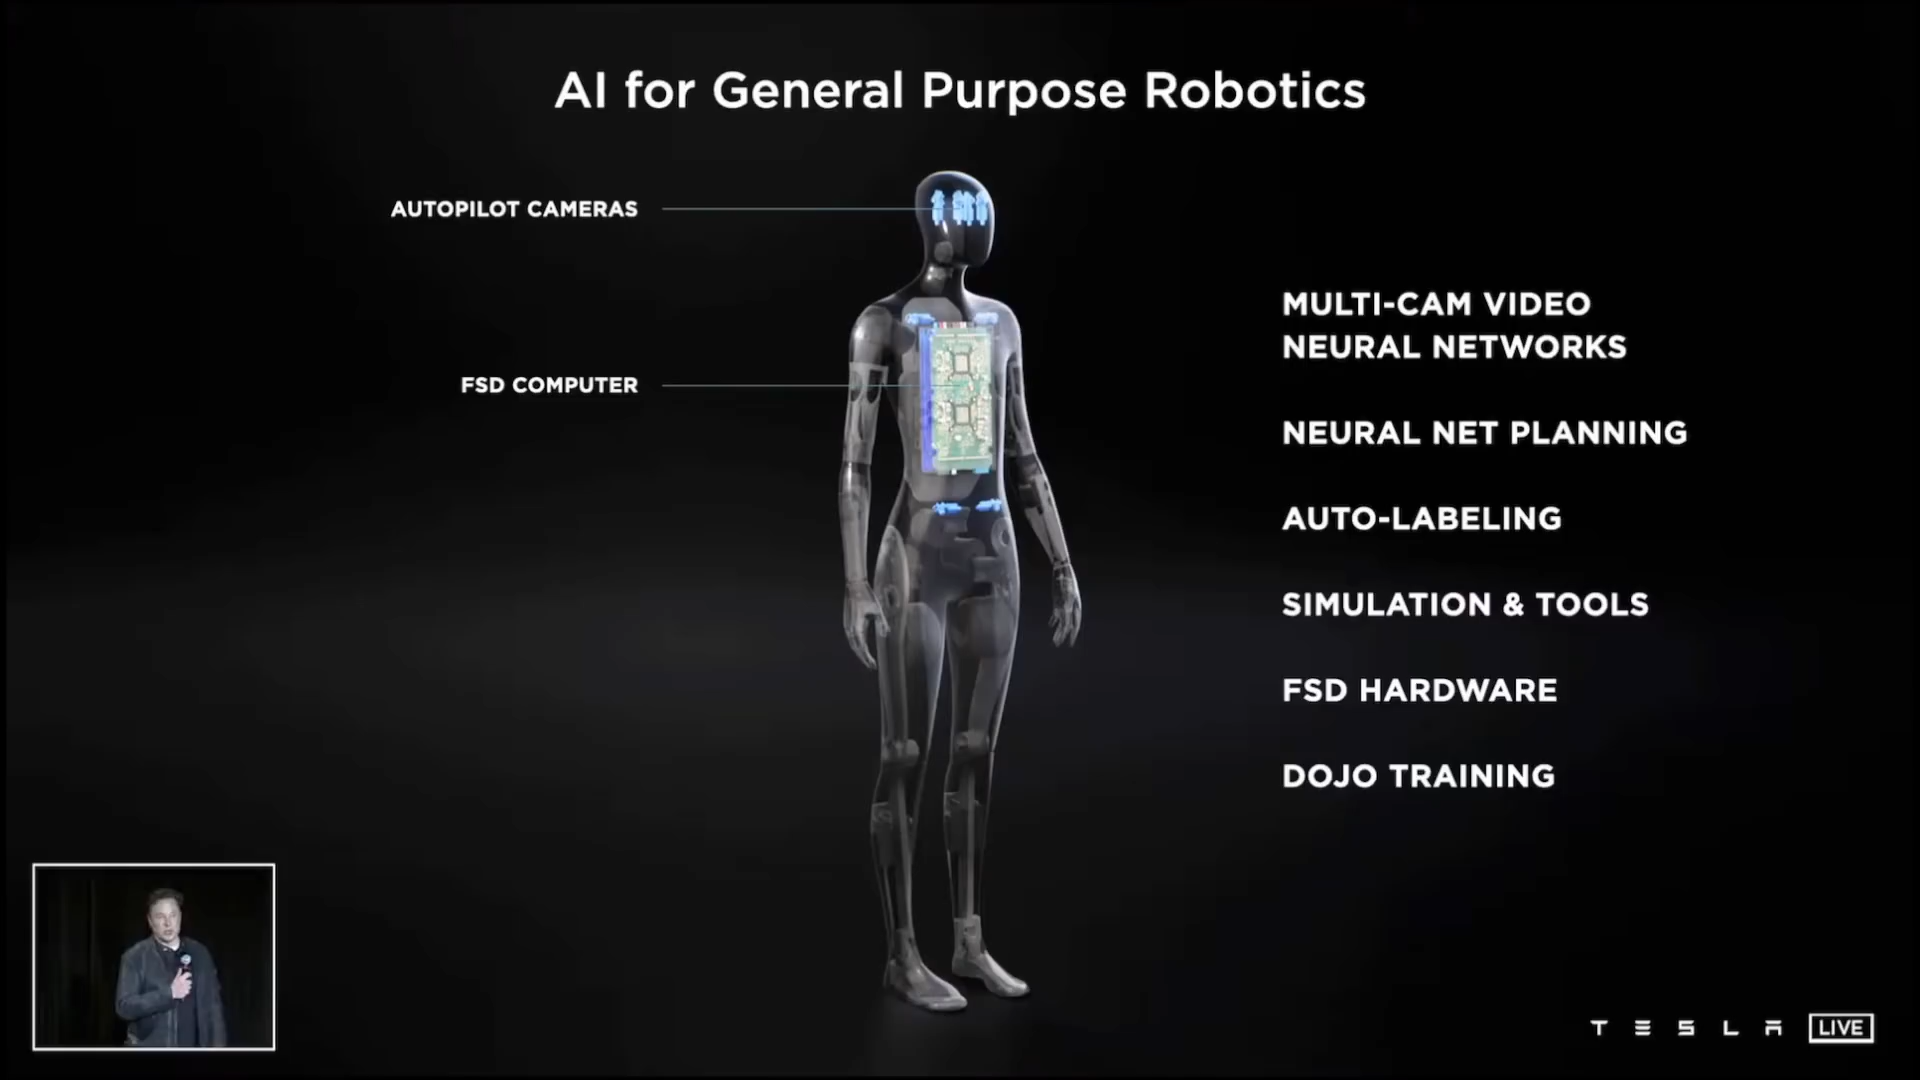 AI for General Purpose Robotics
AUTOPILOT CAMERAS
FSD COMPUTER
MULTI-CAM VIDEO
NEURAL NETWORKS
NEURAL NET PLANNING
AUTO-LABELING
SIMULATION & TOOLS
FSD HARDWARE
DOJO TRAINING
TESLA LIVE